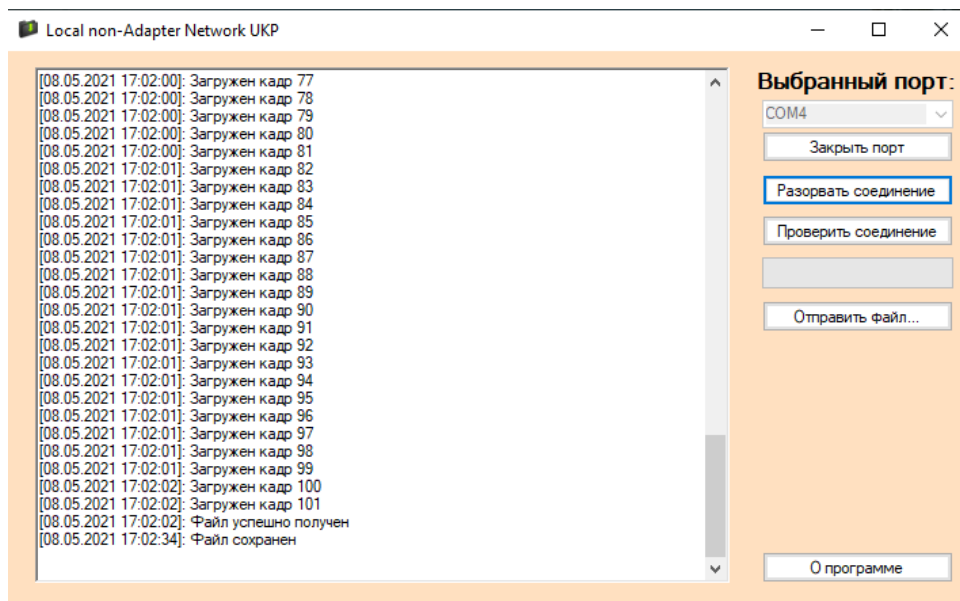 Local non-Adapter Network UKP
[08.05.2021 17:02:00]: Загружен кадр 77
[08.05.2021 17:02:00]: Загружен кадр 78
[08.05.2021 17:02:00]: Загружен кадр 79
[08.05.2021 17:02:00]: Загружен кадр 80
[08.05.2021 17:02:00]: Загружен кадр 81
[08.05.2021 17:02:01]: Загружен кадр 82
[08.05.2021 17:02:01]: Загружен кадр 83
[08.05.2021 17:02:01]: Загружен кадр 84
[08.05.2021 17:02:01]: Загружен кадр 85
[08.05.2021 17:02:01]: Загружен кадр 86
[08.05.2021 17:02:01]: Загружен кадр 87
[08.05.2021 17:02:01]: Загружен кадр 88
[08.05.2021 17:02:01]: Загружен кадр 89
[08.05.2021 17:02:01]: Загружен кадр 90
[08.05.2021 17:02:01]: Загружен кадр 91
[08.05.2021 17:02:01]: Загружен кадр 92
[08.05.2021 17:02:01]: Загружен кадр 93
[08.05.2021 17:02:01]: Загружен кадр 94
[08.05.2021 17:02:01]: Загружен кадр 95
[08.05.2021 17:02:01]: Загружен кадр 96
[08.05.2021 17:02:01]: Загружен кадр 97
[08.05.2021 17:02:01]: Загружен кадр 98
[08.05.2021 17:02:01]: Загружен кадр 99
[08.05.2021 17:02:02]: Загружен кадр 100
[08.05.2021 17:02:02]: Загружен кадр 101
[08.05.2021 17:02:02]: Файл успешно получен
[08.05.2021 17:02:34]: Файл сохранен
Выбранный порт:
COM4
Закрыть порт
Разорвать соединение
Проверить соединение
Отправить файл...
О программе